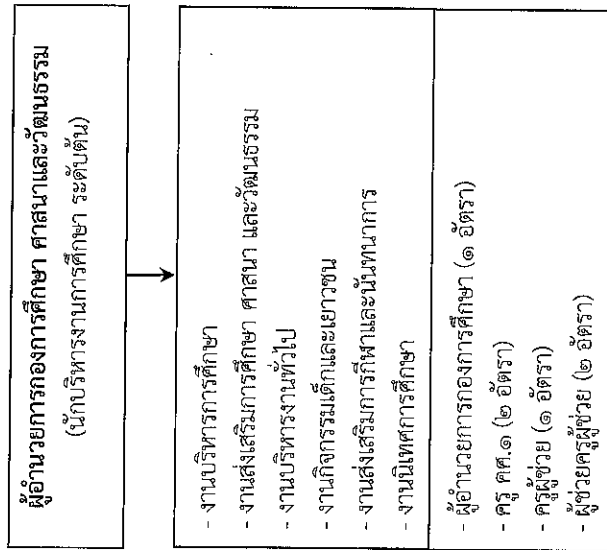 ผู้อำนวยการกองการศึกษา ศาสนาและวัฒนธรรม
(นักบริหารงานการศึกษา ระดับต้น)
- งานบริหารการศึกษา
- งานส่งเสริมการศึกษา ศาสนา และวัฒนธรรม
- งานบริหารงานทั่วไป
- งานกิจกรรมเด็กและเยาวชน
- งานส่งเสริมการกีฬาและนันทนาการ
- งานนิเทศการศึกษา
- ผู้อำนวยการกองการศึกษา (๑ อัตรา)
- ครู คศ.๑ (๒ อัตรา)
- ครูผู้ช่วย (๑ อัตรา)
- ผู้ช่วยครูผู้ช่วย (๒ อัตรา)